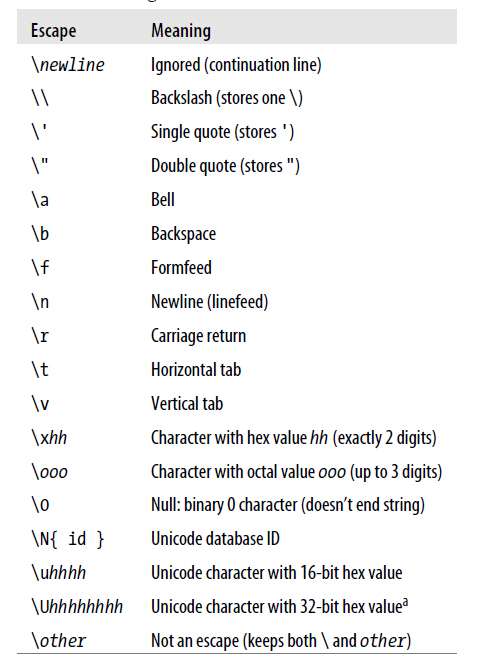 Escape Meaning
\newline Ignored (continuation line)
\\ Backslash (stores one \)
\' Single quote (stores ')
\" Double quote (stores ")
\a Bell
\b Backspace
\f Formfeed
\n Newline (linefeed)
\r Carriage return
\t Horizontal tab
\v Vertical tab
\xhh Character with hex value hh (exactly 2 digits)
\ooo Character with octal value ooo (up to 3 digits)
\0 Null: binary 0 character (doesn’t end string)
\N{ id } Unicode database ID
\uhhhh Unicode character with 16-bit hex value
\Uhhhhhhhh Unicode character with 32-bit hex valueᵃ
\other Not an escape (keeps both \ and other)